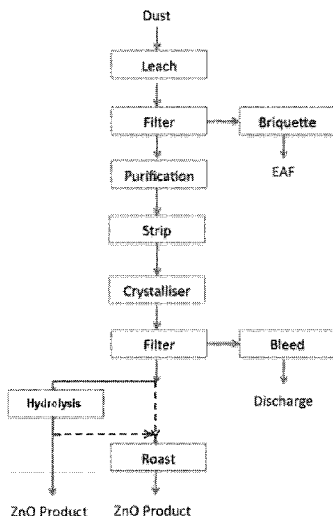 Dust
Leach
Filter
Briquette
EAF
Purification
Strip
Crystalliser
Filter
Bleed
Discharge
Hydrolysis
Roast
ZnO Product
ZnO Product